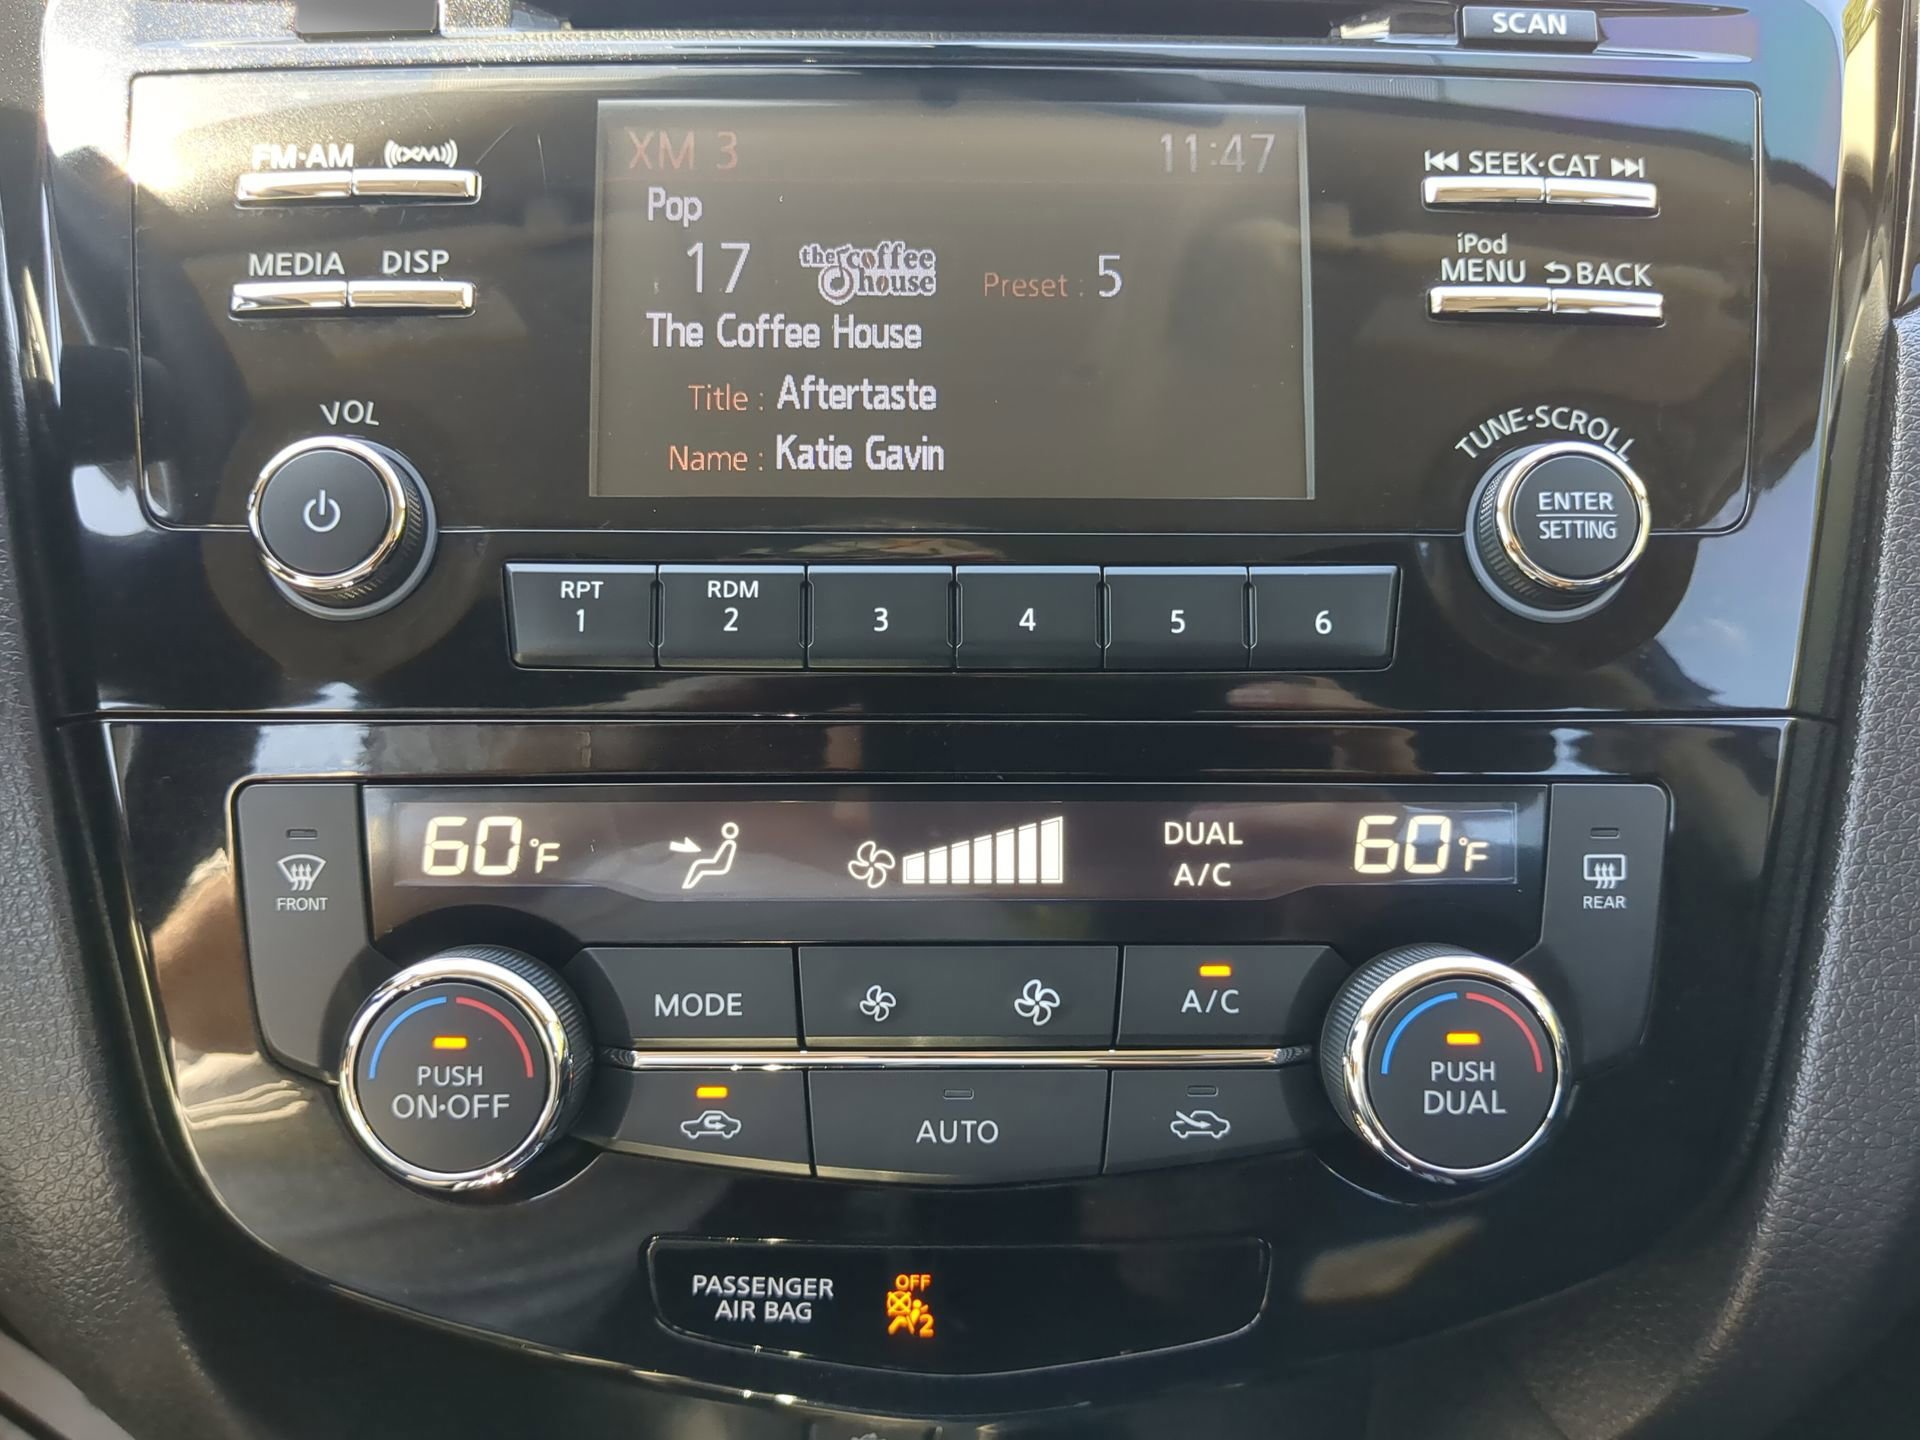 SCAN
FM·AM
((XM))
MEDIA
DISP
VOL
XM 3
11:47
Pop
17
the coffee
house
Preset : 5
The Coffee House
Title : Aftertaste
Name : Katie Gavin
SEEK·CAT
iPod
MENU
BACK
TUNE·SCROLL
ENTER
SETTING
RPT
1
RDM
2
3
4
5
6
FRONT
60°F
DUAL
A/C
60°F
REAR
MODE
A/C
PUSH
ON·OFF
AUTO
PUSH
DUAL
PASSENGER
AIR BAG
OFF
2